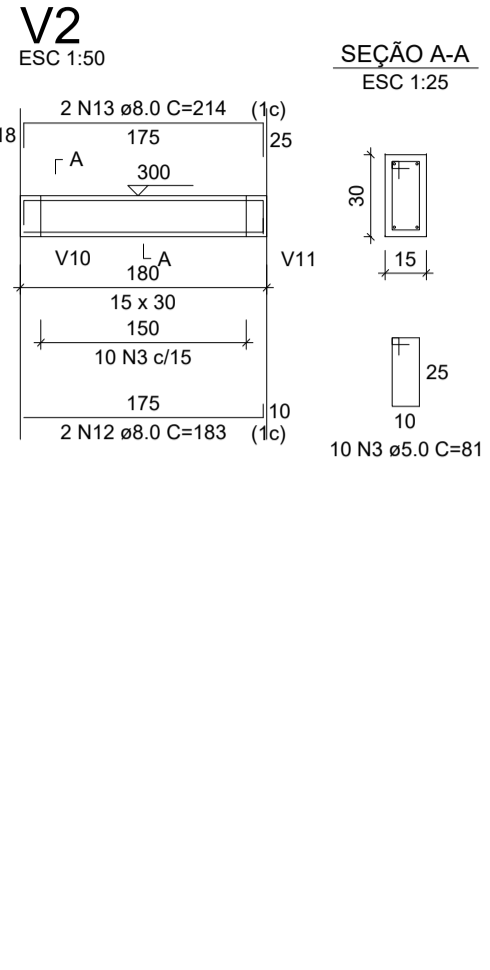 V2
ESC 1:50
SEÇÃO A-A
ESC 1:25
2 N13 ø8.0 C=214 (1c)
18 175 25
A
300
30
V10 A V11
15
180
15 x 30
150
10 N3 c/15
25
175 10
10
2 N12 ø8.0 C=183 (1c)
10 N3 ø5.0 C=81